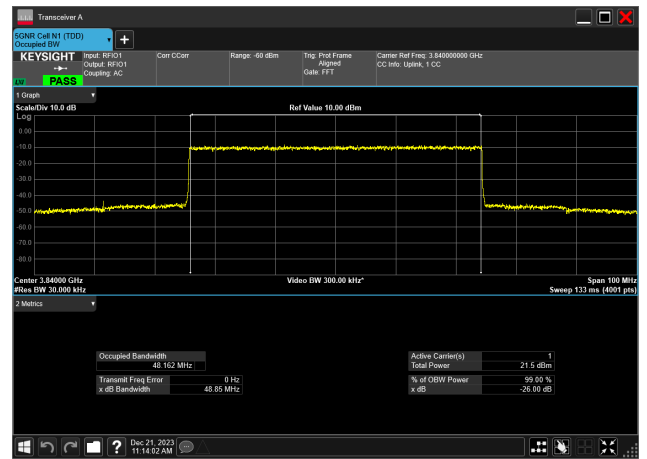 Transceiver A
5GNR Cell N1 (TDD)
Occupied BW
KEYSIGHT
LW PASS
Input: RFIO1
Output: RFIO1
Coupling: AC
Corr CCorr
Range: -60 dBm
Trig: Prot Frame
Aligned
Gate: FFT
Carrier Ref Freq: 3.840000000 GHz
CC Info: Uplink, 1 CC
1 Graph
Scale/Div 10.0 dB
Ref Value 10.00 dBm
Log
0.00
-10.0
-20.0
-30.0
-40.0
-50.0
-60.0
-70.0
-80.0
Center 3.84000 GHz
#Res BW 30.000 kHz
Video BW 300.00 kHz*
Span 100 MHz
Sweep 133 ms (4001 pts)
2 Metrics
Occupied Bandwidth
48.162 MHz
Transmit Freq Error 0 Hz
x dB Bandwidth 48.85 MHz
Active Carrier(s) 1
Total Power 21.5 dBm
% of OBW Power 99.00 %
x dB -26.00 dB
Dec 21, 2023
11:14:02 AM